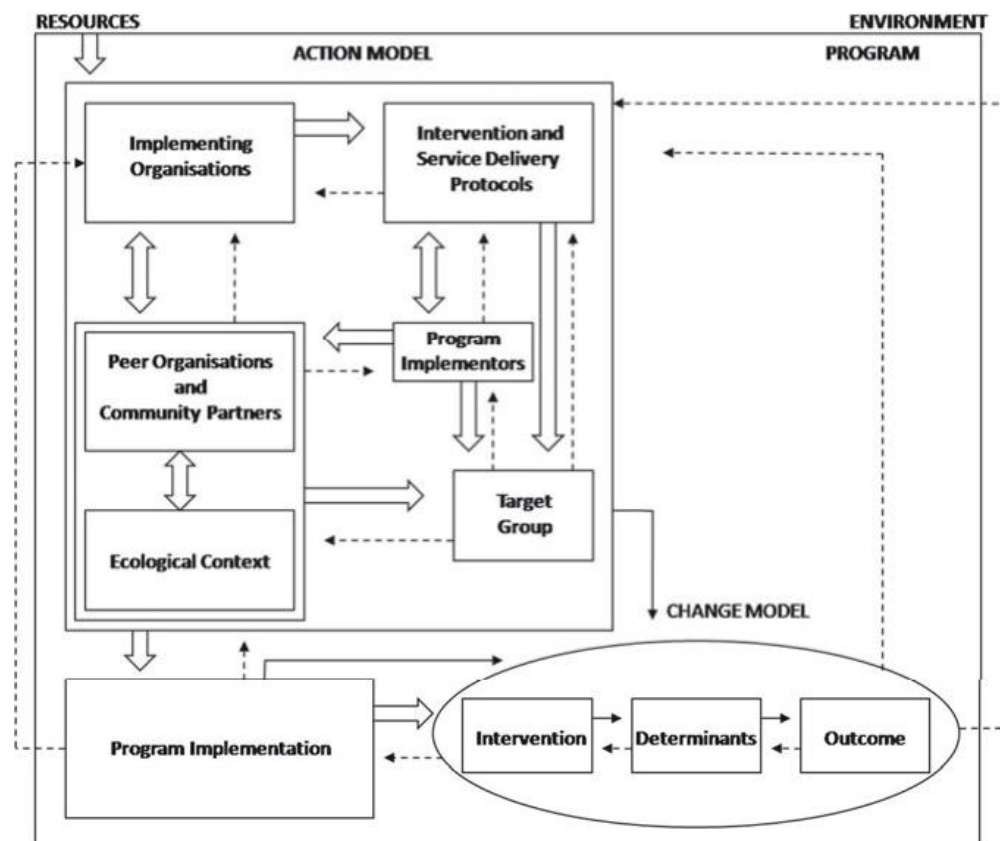 RESOURCES
ENVIRONMENT
ACTION MODEL
PROGRAM
Implementing
Organisations
Intervention and
Service Delivery
Protocols
Peer Organisations
and
Community Partners
Program
Implementors
Ecological Context
Target
Group
CHANGE MODEL
Program Implementation
Intervention
Determinants
Outcome